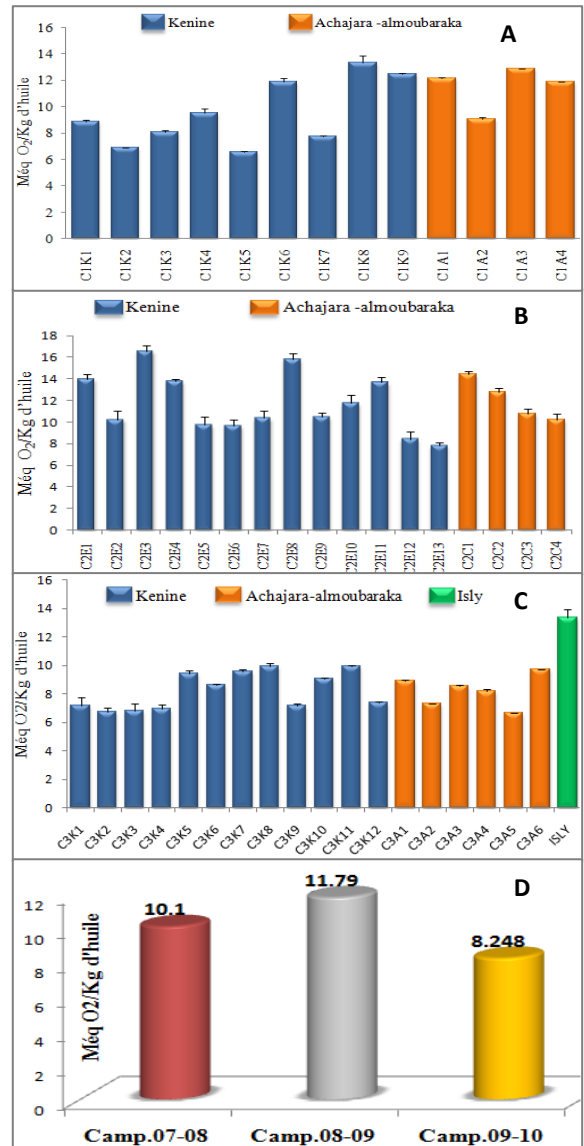 Kenine Achajara -almoubaraka
A
Méq O₂/Kg d'huile
16
14
12
10
8
6
4
2
0
C1K1 C1K2 C1K3 C1K4 C1K5 C1K6 C1K7 C1K8 C1K9 C1A1 C1A2 C1A3 C1A4
Kenine Achajara -almoubaraka
B
Méq O₂/Kg d'huile
18
16
14
12
10
8
6
4
2
0
C2E1 C2E2 C2E3 C2E4 C2E5 C2E6 C2E7 C2E8 C2E9 C2E10 C2E11 C2E12 C2E13 C2C1 C2C2 C2C3 C2C4
Kenine Achajara-almoubaraka Isly
C
Méq O2/Kg d'huile
16
14
12
10
8
6
4
2
0
C3K1 C3K2 C3K3 C3K4 C3K5 C3K6 C3K7 C3K8 C3K9 C3K10 C3K11 C3K12 C3A1 C3A2 C3A3 C3A4 C3A5 C3A6 ISLY
D
Méq O2/Kg d'huile
12
10
8
6
4
2
0
10.1
11.79
8.248
Camp.07-08 Camp.08-09 Camp.09-10